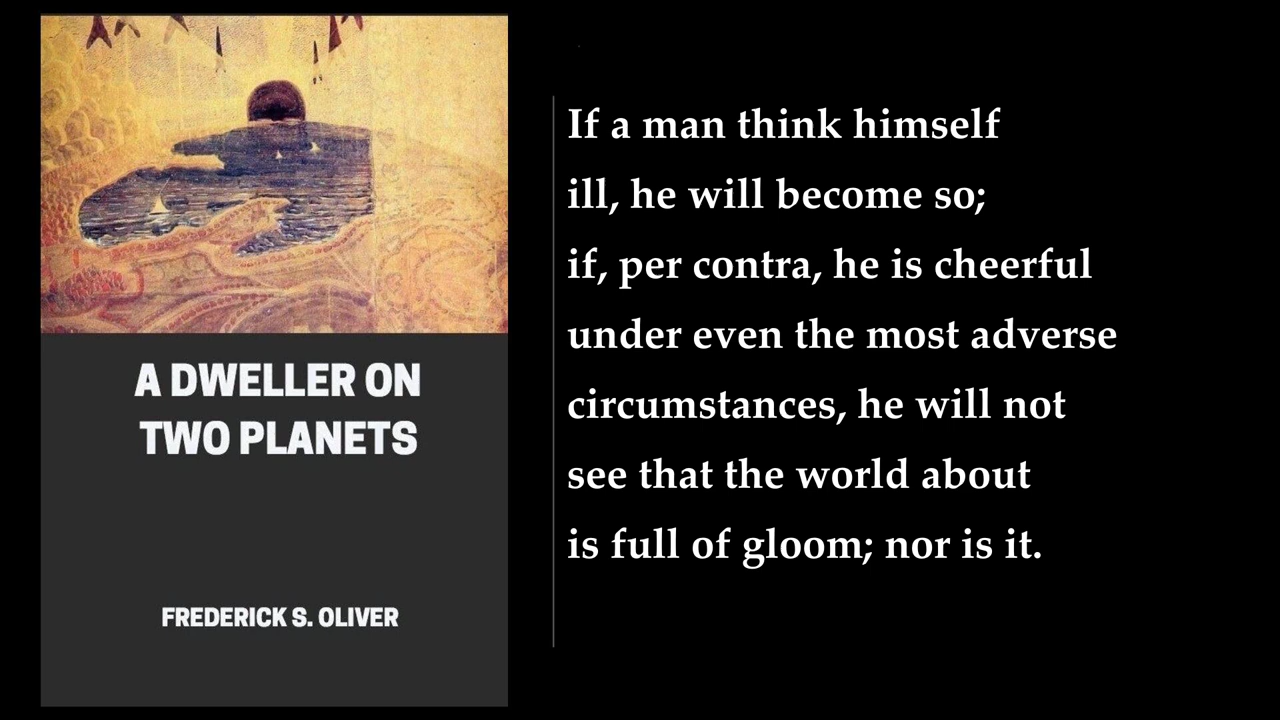 A DWELLER ON
TWO PLANETS
FREDERICK S. OLIVER
If a man think himself
ill, he will become so;
if, per contra, he is cheerful
under even the most adverse
circumstances, he will not
see that the world about
is full of gloom; nor is it.